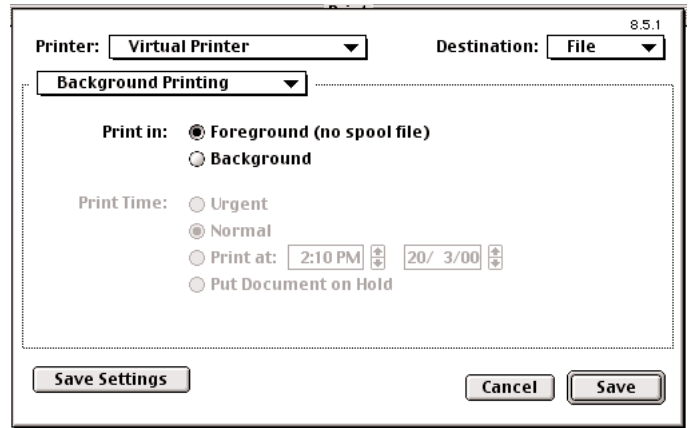 8.5.1
Printer: Virtual Printer Destination: File
Background Printing
Print in: Foreground (no spool file)
Background
Print Time: Urgent
Normal
Print at: 2:10 PM 20/ 3/00
Put Document on Hold
Save Settings
Cancel Save